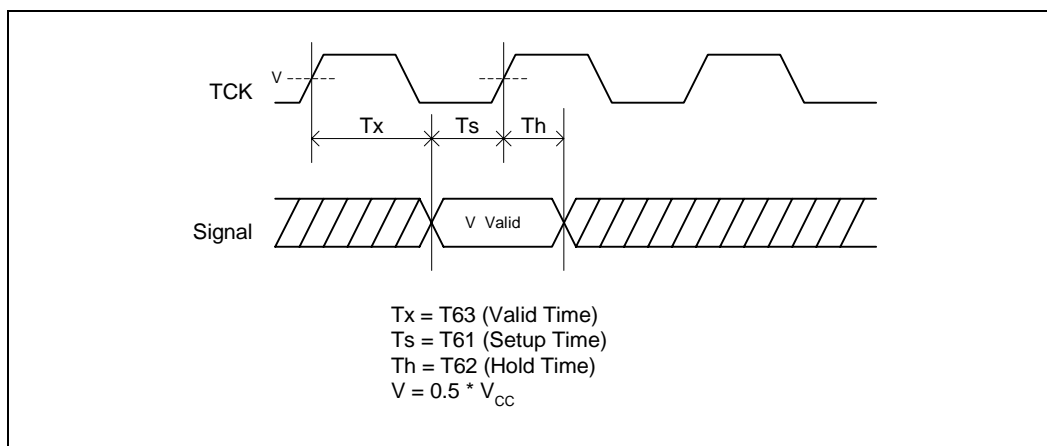 V
TCK
Tx Ts Th
Signal
V Valid
Tx = T63 (Valid Time)
Ts = T61 (Setup Time)
Th = T62 (Hold Time)
V = 0.5 * VCC